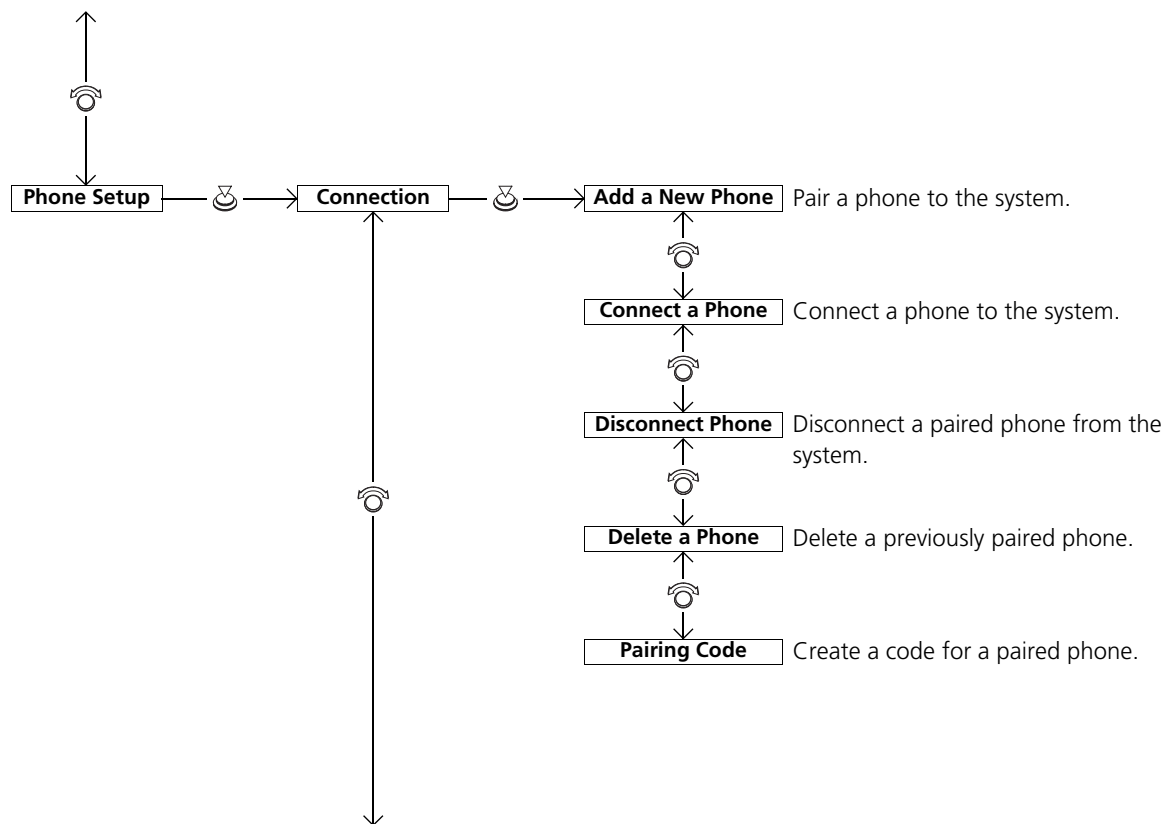 Phone Setup
Connection
Add a New Phone
Pair a phone to the system.
Connect a Phone
Connect a phone to the system.
Disconnect Phone
Disconnect a paired phone from the
system.
Delete a Phone
Delete a previously paired phone.
Pairing Code
Create a code for a paired phone.